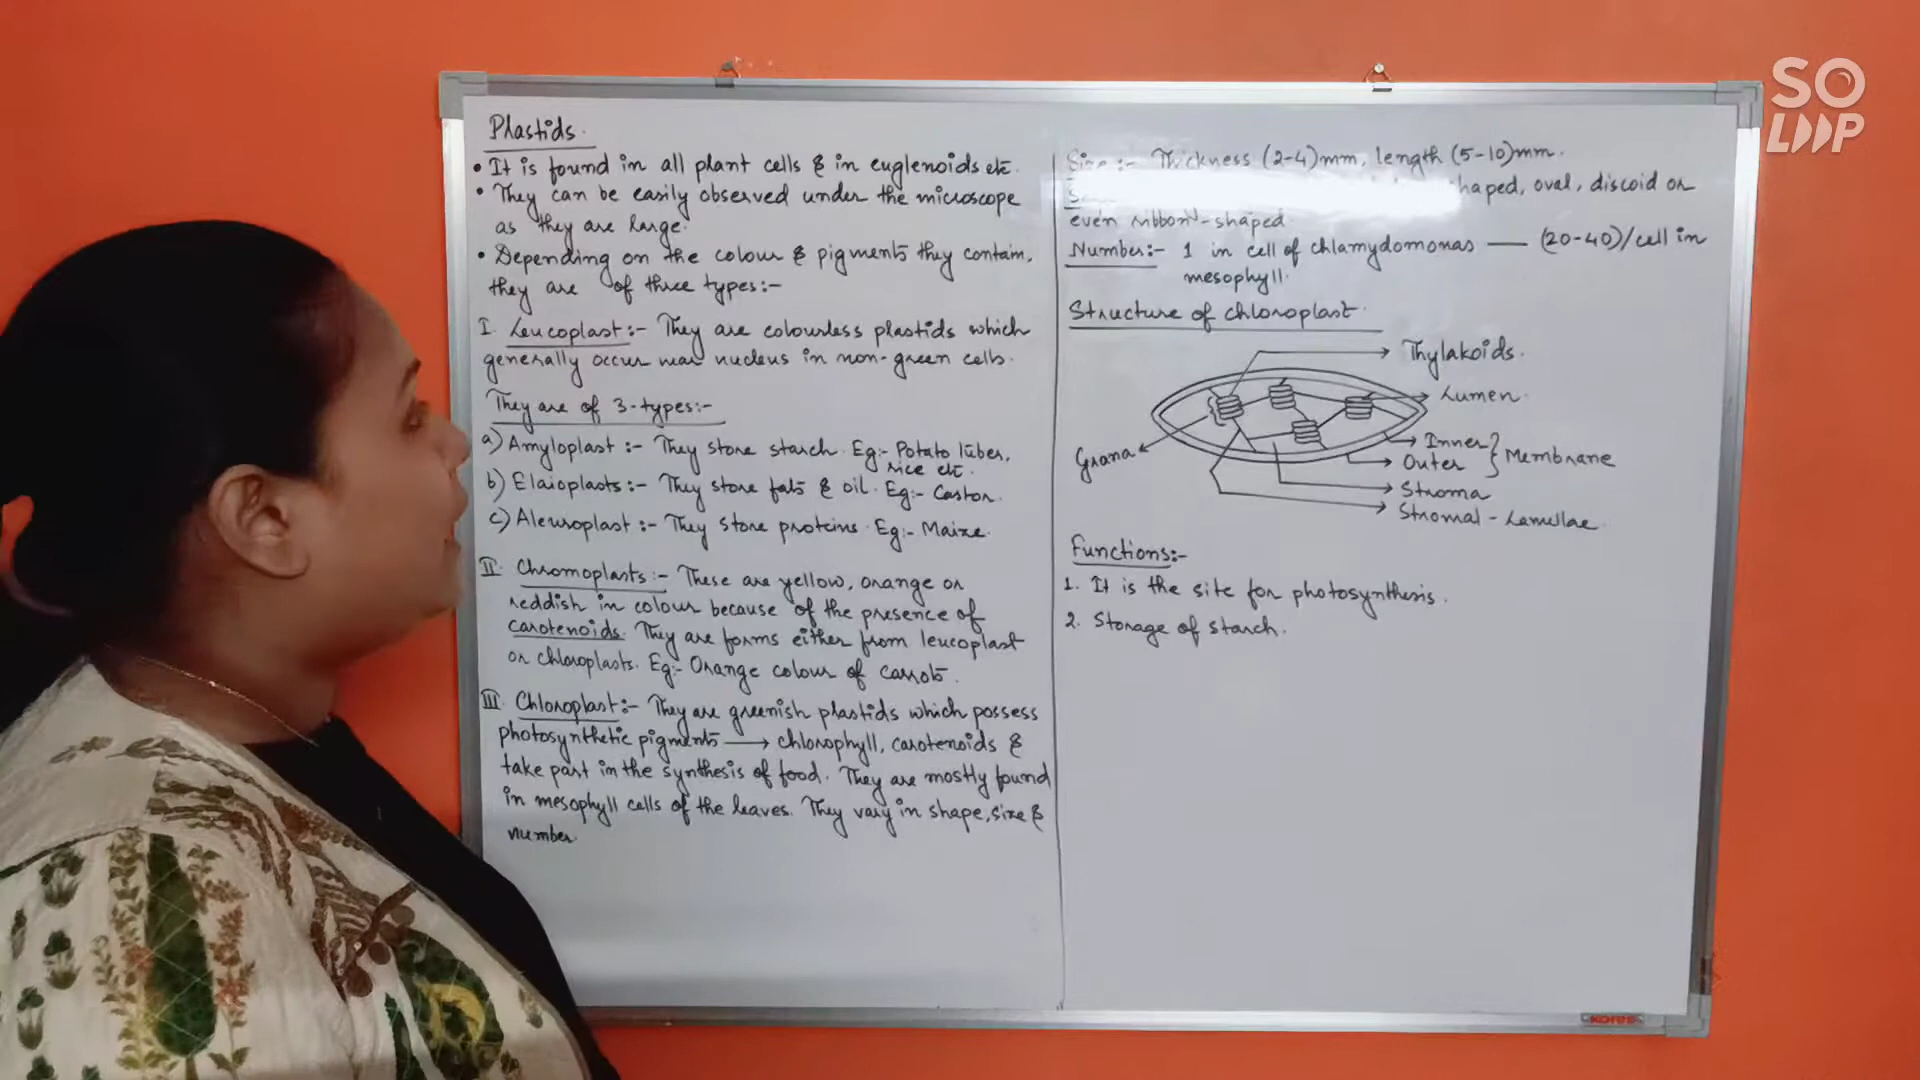 Plastids.
• It is found in all plant cells & in euglenoids etc.
• They can be easily observed under the microscope
as they are large.
• Depending on the colour & pigments they contain,
they are of three types:-
I. Leucoplast:- They are colourless plastids which
generally occur near nucleus in non-green cells.
They are of 3-types:-
a) Amyloplast:- They store starch. Eg:- Potato tuber,
rice etc.
b) Elaioplasts:- They store fats & oil. Eg:- Castor.
c) Aleuroplast:- They store proteins. Eg:- Maize.
II. Chromoplasts:- These are yellow, orange or
reddish in colour because of the presence of
carotenoids. They are forms either from leucoplast
or chloroplasts. Eg:- Orange colour of carrots.
III. Chloroplast:- They are greenish plastids which possess
photosynthetic pigments → chlorophyll, carotenoids &
take part in the synthesis of food. They are mostly found
in mesophyll cells of the leaves. They vary in shape, size &
number.
Size:- Thickness (2-4)mm, length (5-10)mm.
haped, oval, discoid or
even ribbon-shaped
Number:- 1 in cell of chlamydomonas — (20-40)/cell in
mesophyll.
Structure of chloroplast.
Thylakoids.
Lumen.
Grana
Inner } Membrane
Outer
Stroma
Stromal-Lamellae.
Functions:-
1. It is the site for photosynthesis.
2. Storage of starch.
SO
LOOP
KORES